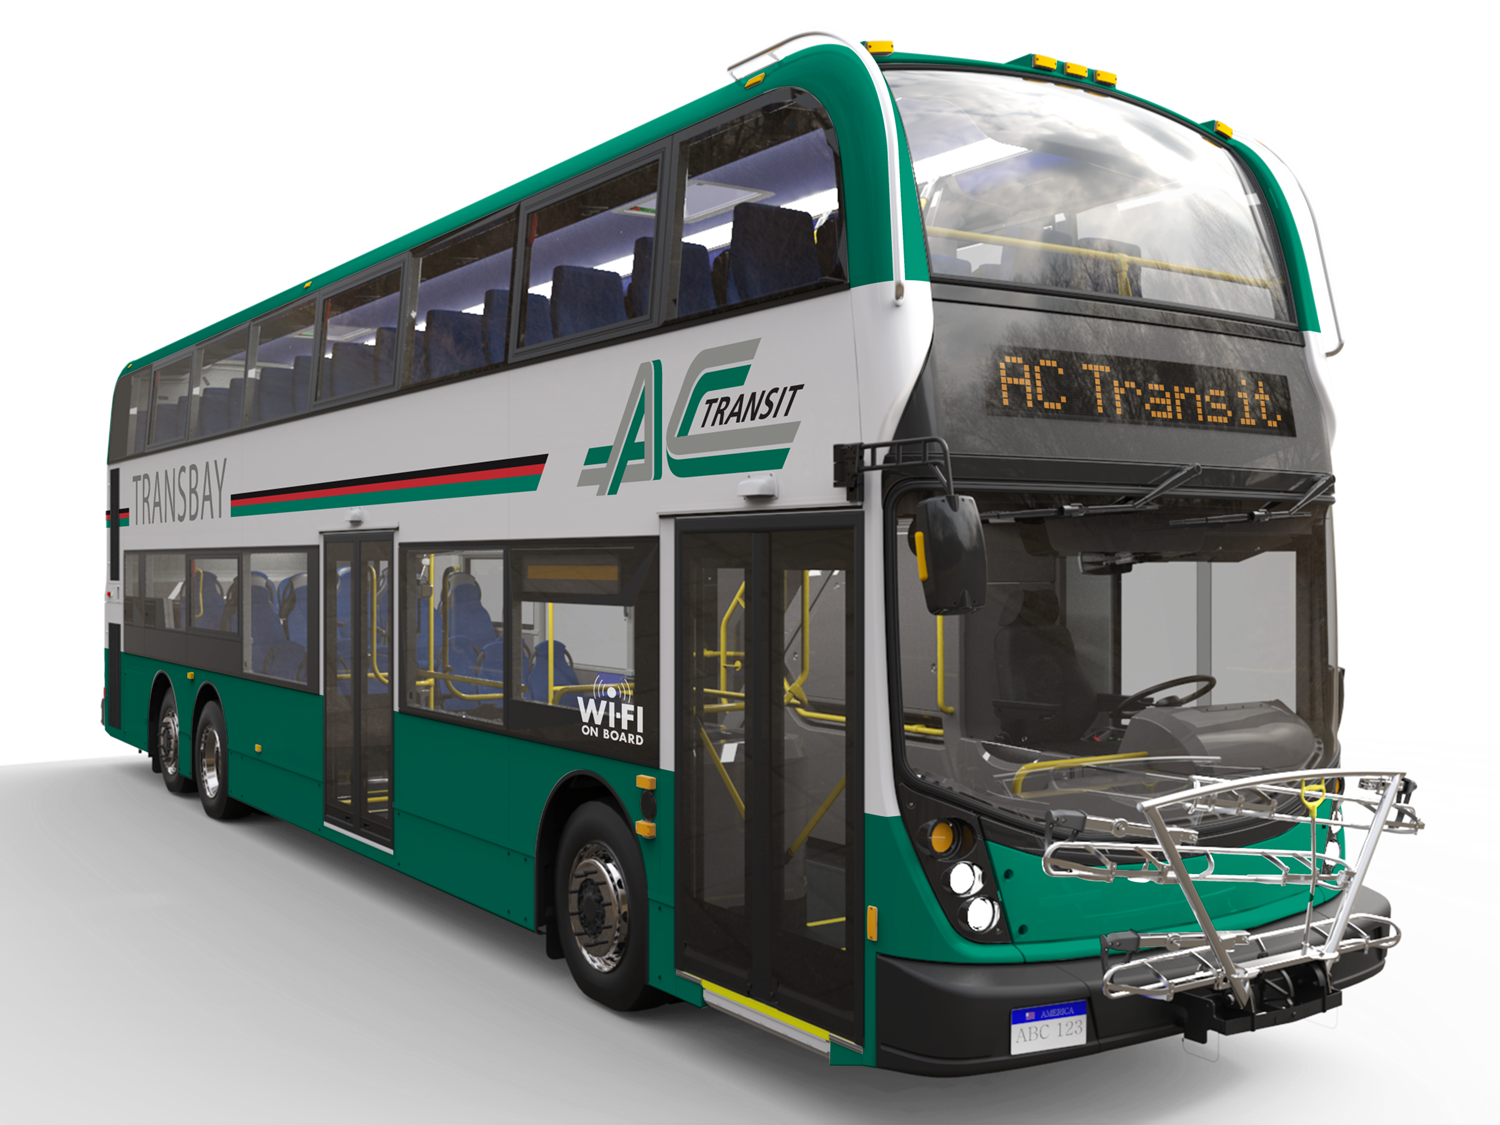 AC Transit
AC TRANSIT
TRANSBAY
WI-FI
ON BOARD
AMERICA
ABC 123